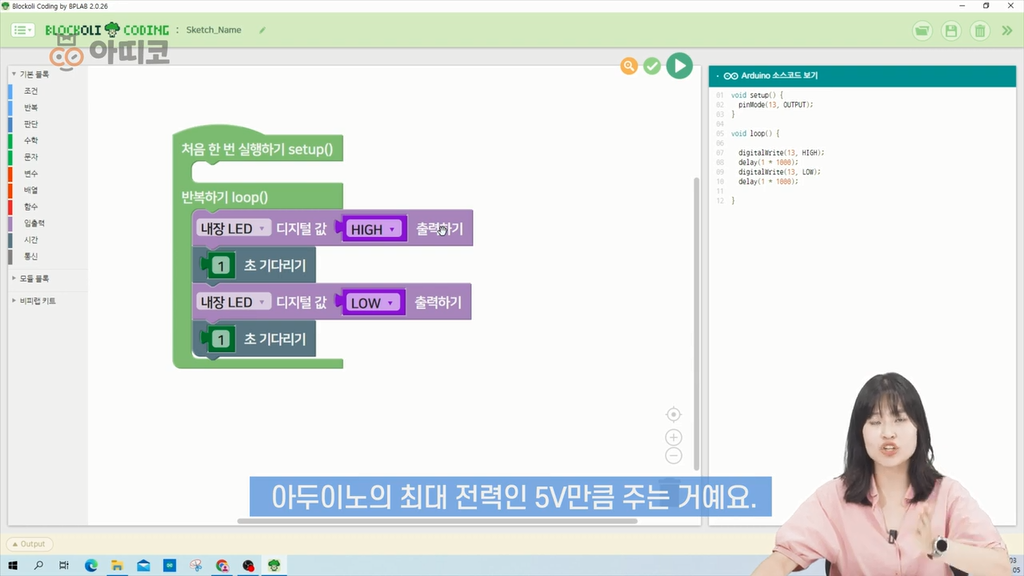 Blockoli Coding by BPLAB 2.0.26
BLOCKOLI CODING : Sketch_Name
아띠코
기본 블록
조건
반복
판단
수학
문자
변수
배열
함수
입출력
시간
통신
모듈 블록
비피랩 키트
처음 한 번 실행하기 setup()
반복하기 loop()
내장 LED 디지털 값 HIGH 출력하기
1 초 기다리기
내장 LED 디지털 값 LOW 출력하기
1 초 기다리기
Arduino 소스코드 보기
01 void setup() {
02 pinMode(13, OUTPUT);
03 }
04
05 void loop() {
06
07 digitalWrite(13, HIGH);
08 delay(1 * 1000);
09 digitalWrite(13, LOW);
10 delay(1 * 1000);
11
12 }
아두이노의 최대 전력인 5V만큼 주는 거예요.
Output